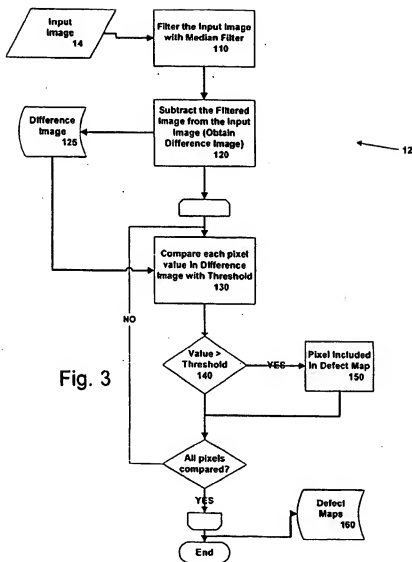 Input
Image
14
Filter the Input Image
with Median Filter
110
Subtract the Filtered
Image from the Input
Image (Obtain
Difference Image)
120
Difference
Image
125
12
Compare each pixel
value in Difference
Image with Threshold
130
NO
Value >
Threshold
140
YES
Pixel Included
in Defect Map
150
Fig. 3
All pixels
compared?
YES
Defect
Maps
160
End